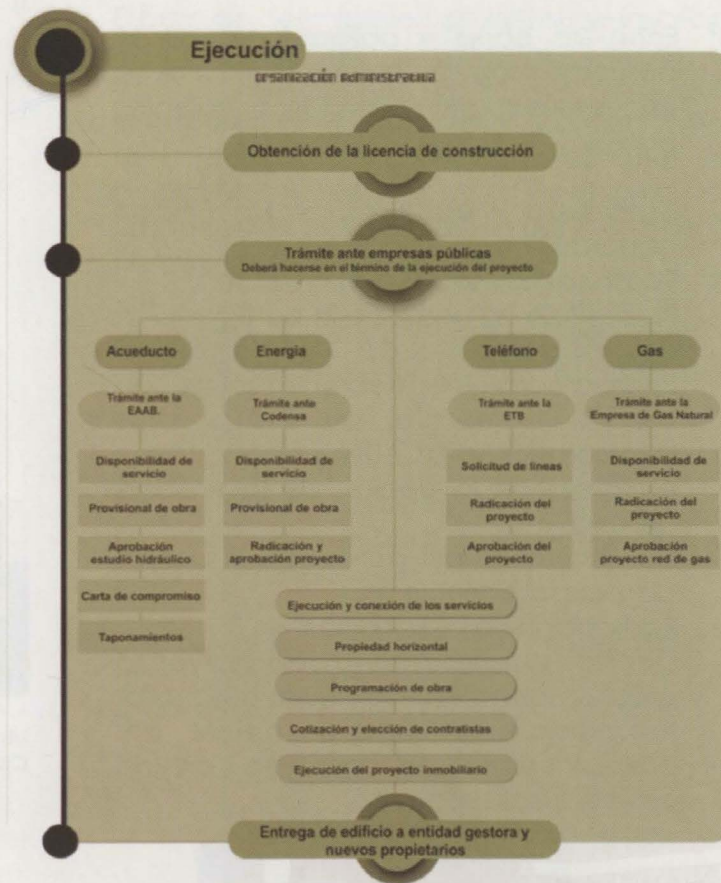 Ejecución
organización administrativa
Obtención de la licencia de construcción
Trámite ante empresas públicas
Deberá hacerse en el término de la ejecución del proyecto
Acueducto
Energía
Teléfono
Gas
Trámite ante la
EAAB.
Trámite ante
Codensa
Trámite ante la
ETB
Trámite ante la
Empresa de Gas Natural
Disponibilidad de
servicio
Disponibilidad de
servicio
Solicitud de líneas
Disponibilidad de
servicio
Provisional de obra
Provisional de obra
Radicación del
proyecto
Radicación del
proyecto
Aprobación
estudio hidráulico
Radicación y
aprobación proyecto
Aprobación del
proyecto
Aprobación
proyecto red de gas
Carta de compromiso
Taponamientos
Ejecución y conexión de los servicios
Propiedad horizontal
Programación de obra
Cotización y elección de contratistas
Ejecución del proyecto inmobiliario
Entrega de edificio a entidad gestora y
nuevos propietarios